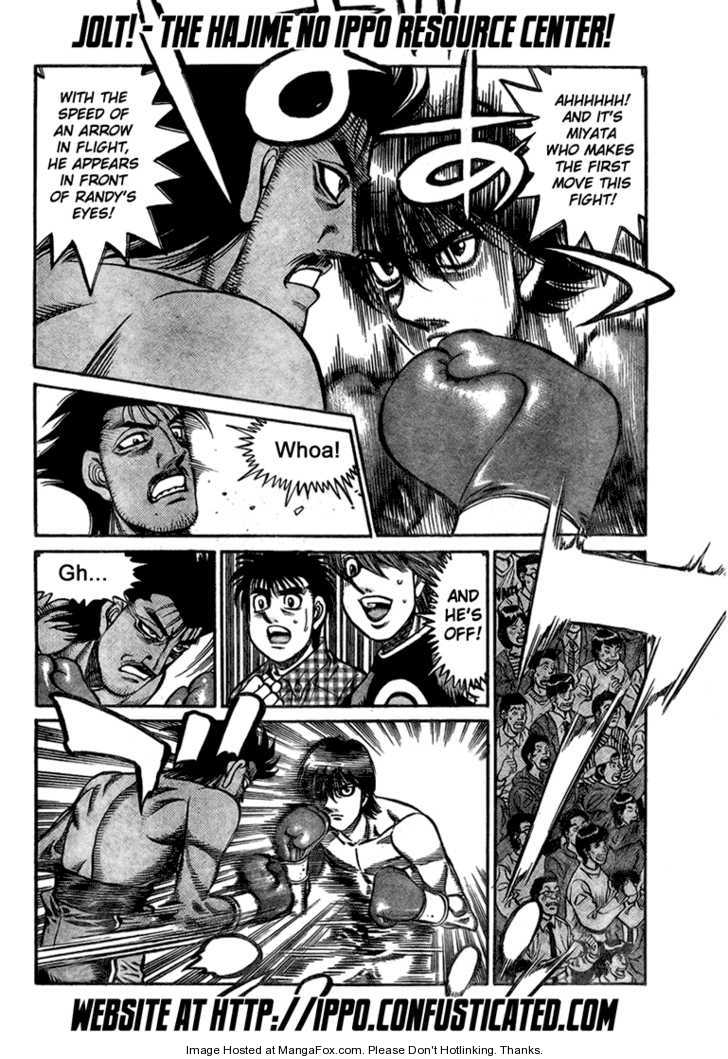 JOLT! - THE HAJIME NO IPPO RESOURCE CENTER!
AHHHHHH!
AND IT'S
MIYATA
WHO MAKES
THE FIRST
MOVE THIS
FIGHT!
WITH THE
SPEED OF
AN ARROW
IN FLIGHT,
HE APPEARS
IN FRONT
OF RANDY'S
EYES!
Whoa!
Gh...
AND
HE'S
OFF!
WEBSITE AT HTTP://IPPO.CONFUSTICATED.COM
Image Hosted at MangaFox.com. Please Don't Hotlinking. Thanks.